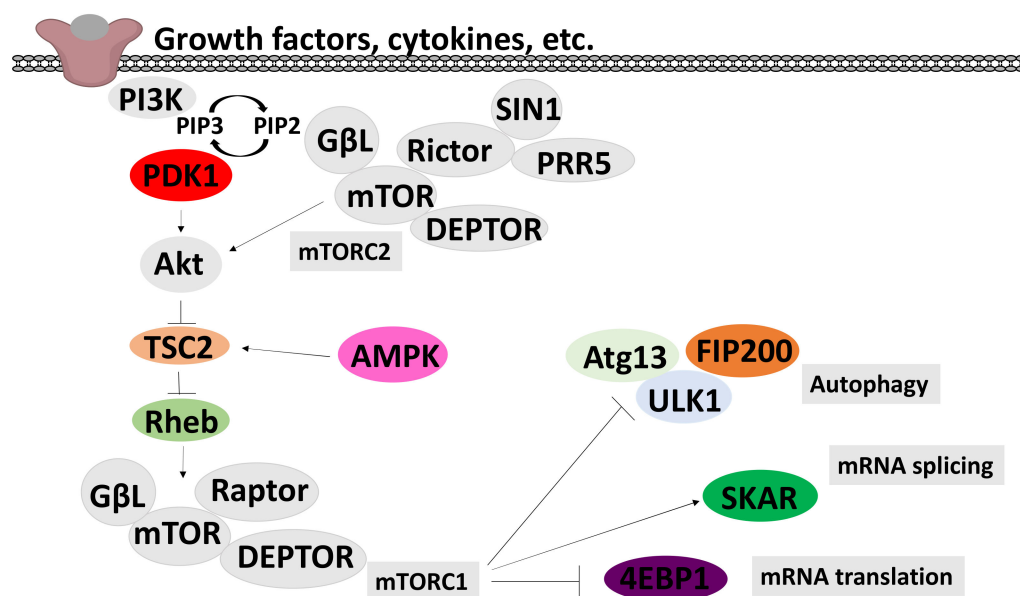 Growth factors, cytokines, etc.
PI3K
PIP3
PIP2
GβL
Rictor
SIN1
PRR5
PDK1
mTOR
DEPTOR
mTORC2
Akt
TSC2
AMPK
Atg13
FIP200
ULK1
Autophagy
Rheb
mRNA splicing
GβL
Raptor
SKAR
mTOR
DEPTOR
mTORC1
4EBP1
mRNA translation